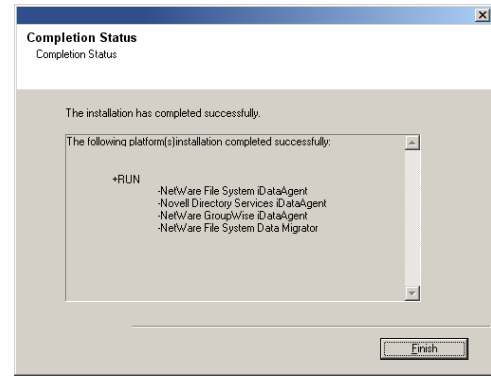 Completion Status
Completion Status
The installation has completed successfully.
The following platform(s)installation completed successfully:
+RUN
-NetWare File System iDataAgent
-Novell Directory Services iDataAgent
-NetWare GroupWise iDataAgent
-NetWare File System Data Migrator
Finish